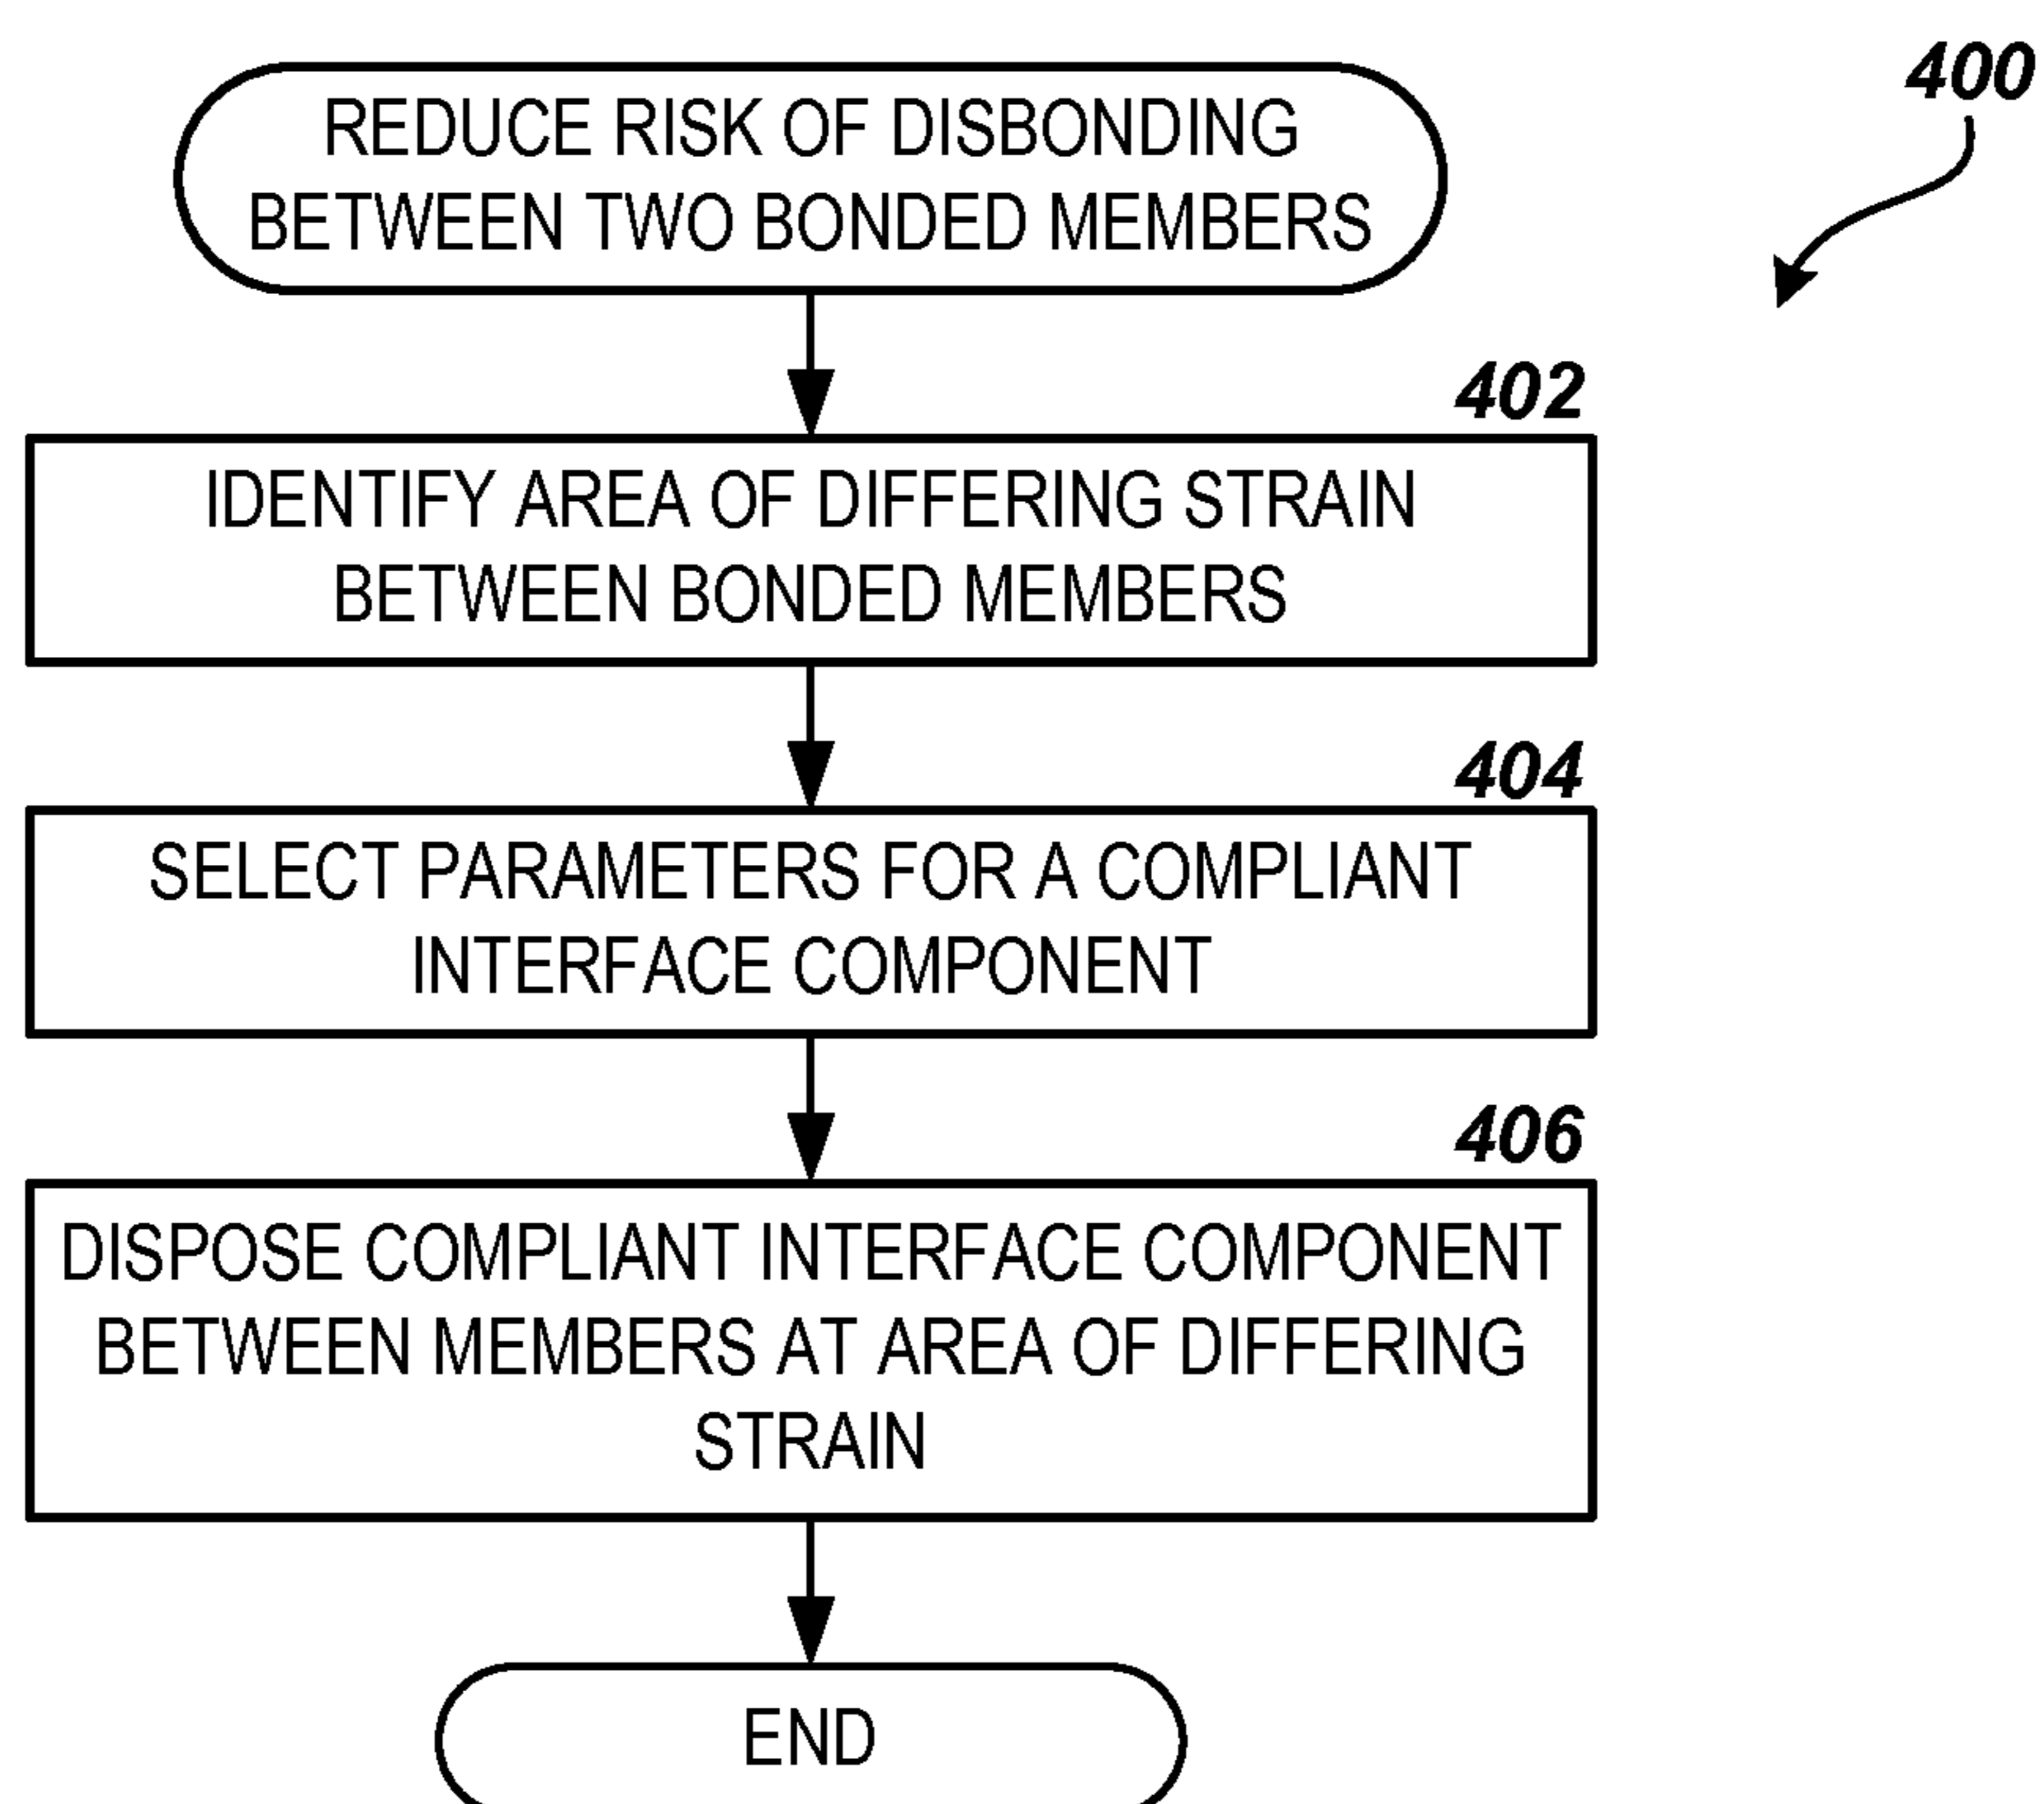 400
REDUCE RISK OF DISBONDING
BETWEEN TWO BONDED MEMBERS
402
IDENTIFY AREA OF DIFFERING STRAIN
BETWEEN BONDED MEMBERS
404
SELECT PARAMETERS FOR A COMPLIANT
INTERFACE COMPONENT
406
DISPOSE COMPLIANT INTERFACE COMPONENT
BETWEEN MEMBERS AT AREA OF DIFFERING
STRAIN
END